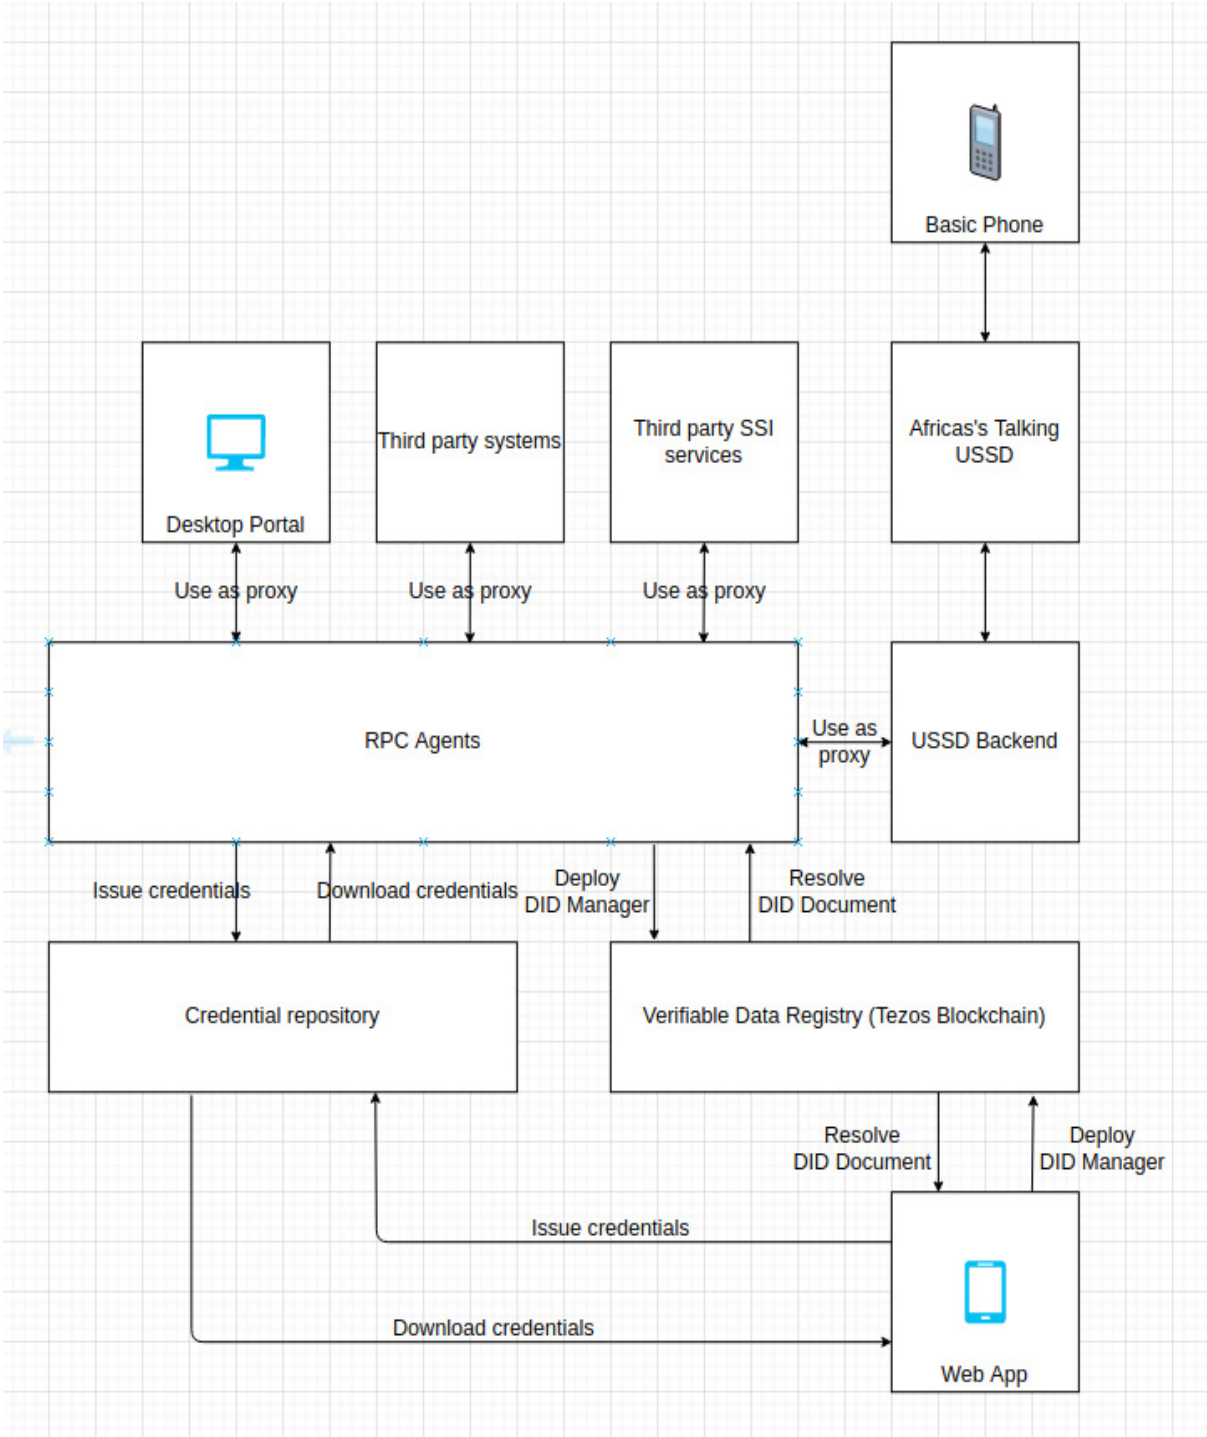 Basic Phone
Desktop Portal
Third party systems
Third party SSI
services
Africas's Talking
USSD
Use as proxy
Use as proxy
Use as proxy
RPC Agents
Use as
proxy
USSD Backend
Issue credentials
Download credentials
Deploy
DID Manager
Resolve
DID Document
Credential repository
Verifiable Data Registry (Tezos Blockchain)
Resolve
DID Document
Deploy
DID Manager
Issue credentials
Download credentials
Web App